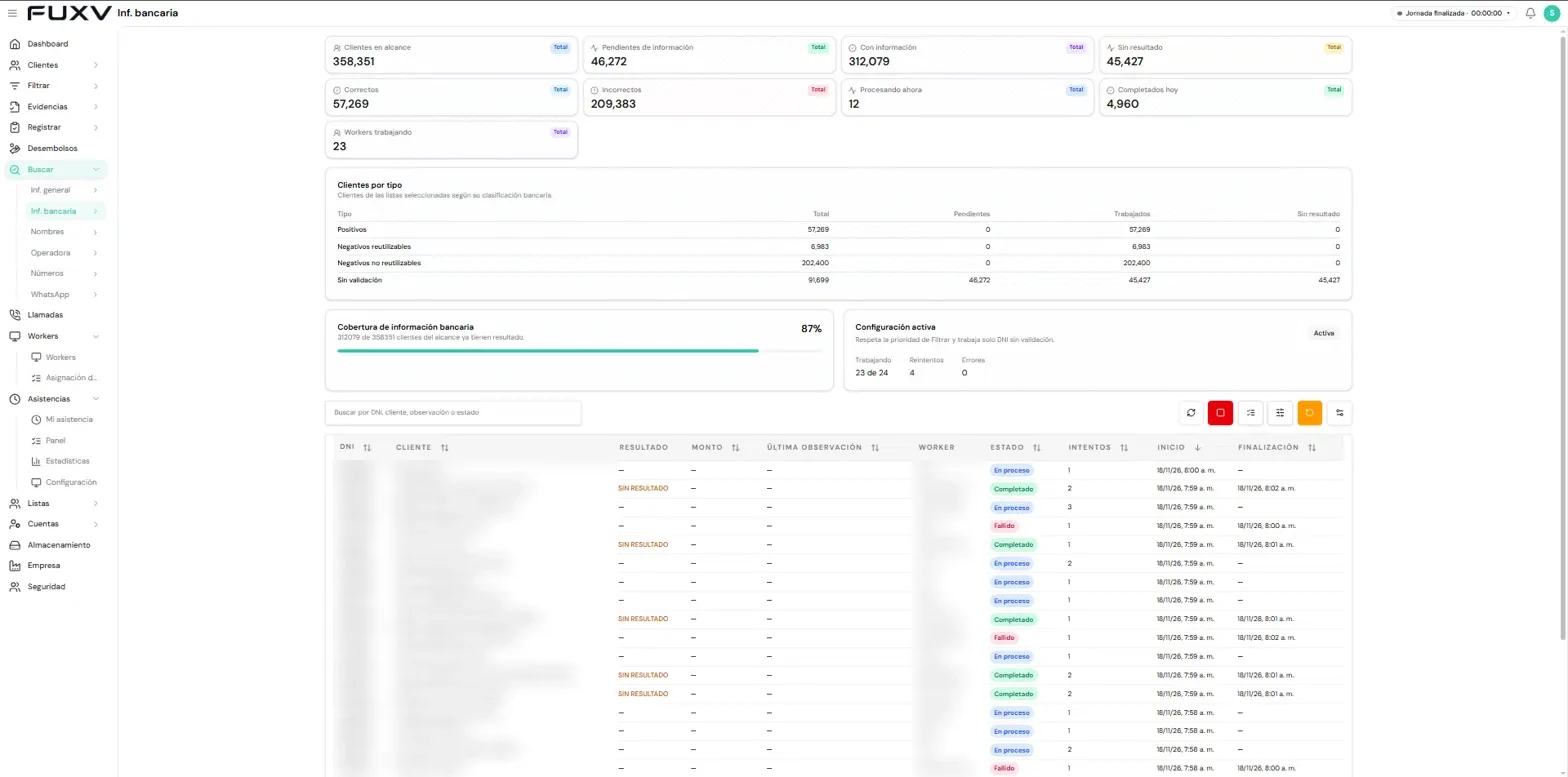 FUXV Inf. bancaria Jornada finalizada · 00:00:00 S
Dashboard
Clientes
Filtrar
Evidencias
Registrar
Desembolsos
Buscar
Inf. general
Inf. bancaria
Nombres
Operadora
Números
WhatsApp
Llamadas
Workers
Workers
Asignación d...
Asistencias
Mi asistencia
Panel
Estadísticas
Configuración
Listas
Cuentas
Almacenamiento
Empresa
Seguridad
Clientes en alcance Total
358,351
Pendientes de información Total
46,272
Con información Total
312,079
Sin resultado Total
45,427
Correctos Total
57,269
Incorrectos Total
209,383
Procesando ahora Total
12
Completados hoy Total
4,960
Workers trabajando Total
23
Clientes por tipo
Clientes de las listas seleccionadas según su clasificación bancaria.
Tipo Total Pendientes Trabajados Sin resultado
Positivos 57,269 0 57,269 0
Negativos reutilizables 6,983 0 6,983 0
Negativos no reutilizables 202,400 0 202,400 0
Sin validación 91,699 46,272 45,427 45,427
Cobertura de información bancaria 87%
312079 de 358351 clientes del alcance ya tienen resultado.
Configuración activa Activa
Respeta la prioridad de Filtrar y trabaja solo DNI sin validación.
Trabajando Reintentos Errores
23 de 24 4 0
Buscar por DNI, cliente, observación o estado
DNI CLIENTE RESULTADO MONTO ÚLTIMA OBSERVACIÓN WORKER ESTADO INTENTOS INICIO FINALIZACIÓN
— — — En proceso 1 18/11/26, 8:00 a. m. —
SIN RESULTADO — — Completado 2 18/11/26, 7:59 a. m. 18/11/26, 8:02 a. m.
— — — En proceso 3 18/11/26, 7:59 a. m. —
— — — Fallido 1 18/11/26, 7:59 a. m. 18/11/26, 8:00 a. m.
SIN RESULTADO — — Completado 1 18/11/26, 7:59 a. m. 18/11/26, 8:01 a. m.
— — — En proceso 2 18/11/26, 7:59 a. m. —
— — — En proceso 1 18/11/26, 7:59 a. m. —
— — — En proceso 1 18/11/26, 7:59 a. m. —
SIN RESULTADO — — Completado 1 18/11/26, 7:59 a. m. 18/11/26, 8:01 a. m.
— — — Fallido 1 18/11/26, 7:59 a. m. 18/11/26, 8:02 a. m.
— — — En proceso 1 18/11/26, 7:59 a. m. —
SIN RESULTADO — — Completado 2 18/11/26, 7:59 a. m. 18/11/26, 8:01 a. m.
SIN RESULTADO — — Completado 2 18/11/26, 7:59 a. m. 18/11/26, 8:01 a. m.
— — — En proceso 1 18/11/26, 7:58 a. m. —
— — — En proceso 1 18/11/26, 7:58 a. m. —
— — — En proceso 2 18/11/26, 7:58 a. m. —
— — — Fallido 1 18/11/26, 7:58 a. m. 18/11/26, 8:00 a. m.